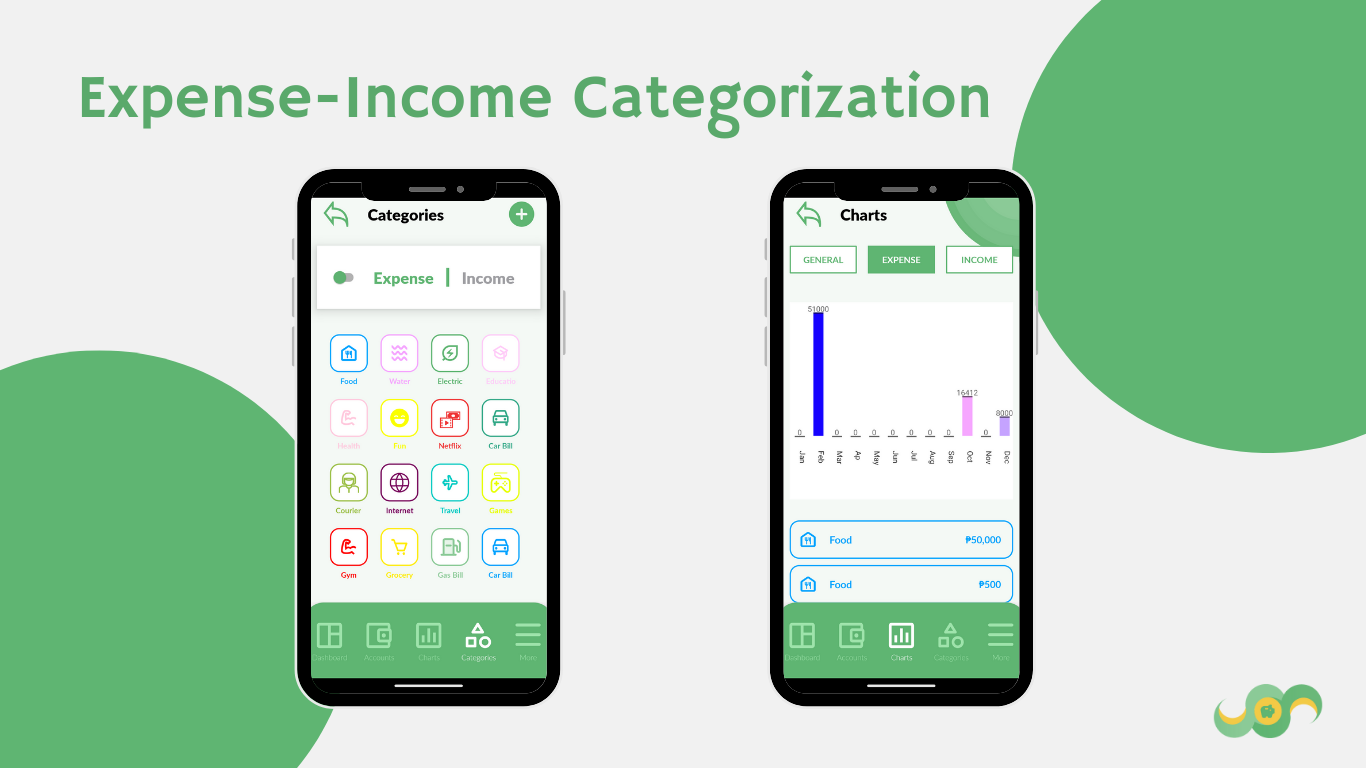 Expense-Income Categorization
Categories
Expense | Income
Food Water Electric Educatio
Health Fun Netflix Car Bill
Courier Internet Travel Games
Gym Grocery Gas Bill Car Bill
Dashboard Accounts Charts Categories More
Charts
GENERAL EXPENSE INCOME
51000
16412
8000
0 0 0 0 0 0 0 0 0
Jan Feb Mar Ap May Jun Jul Aug Sep Oct Nov Dec
Food ₱50,000
Food ₱500
Dashboard Accounts Charts Categories More